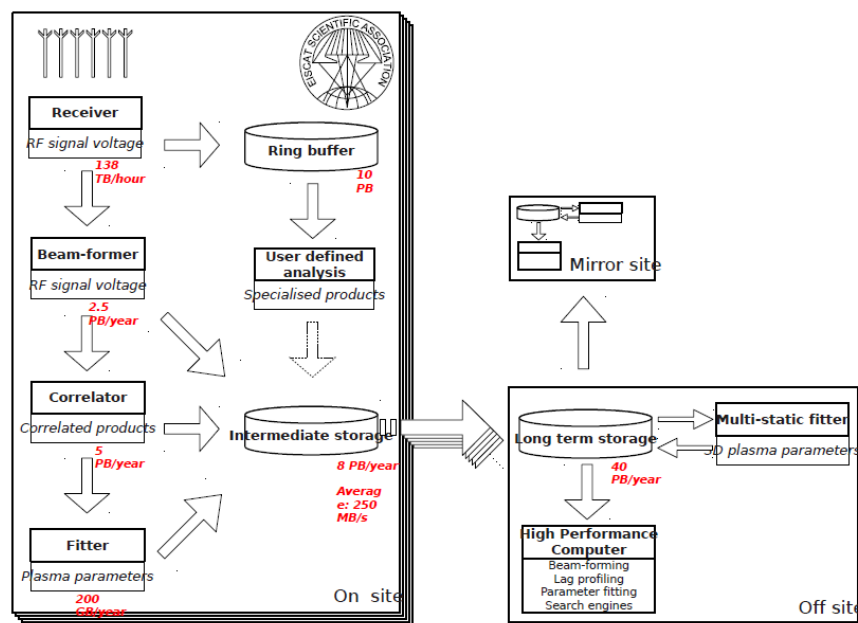 EISCAT SCIENTIFIC ASSOCIATION
Receiver
RF signal voltage
138
TB/hour
Ring buffer
10
PB
Beam-former
RF signal voltage
2.5
PB/year
User defined
analysis
Specialised products
Correlator
Correlated products
5
PB/year
Intermediate storage
8 PB/year
Averag
e: 250
MB/s
Fitter
Plasma parameters
200
GB/year
On site
Mirror site
Long term storage
40
PB/year
Multi-static fitter
3D plasma parameters
High Performance
Computer
Beam-forming
Lag profiling
Parameter fitting
Search engines
Off site